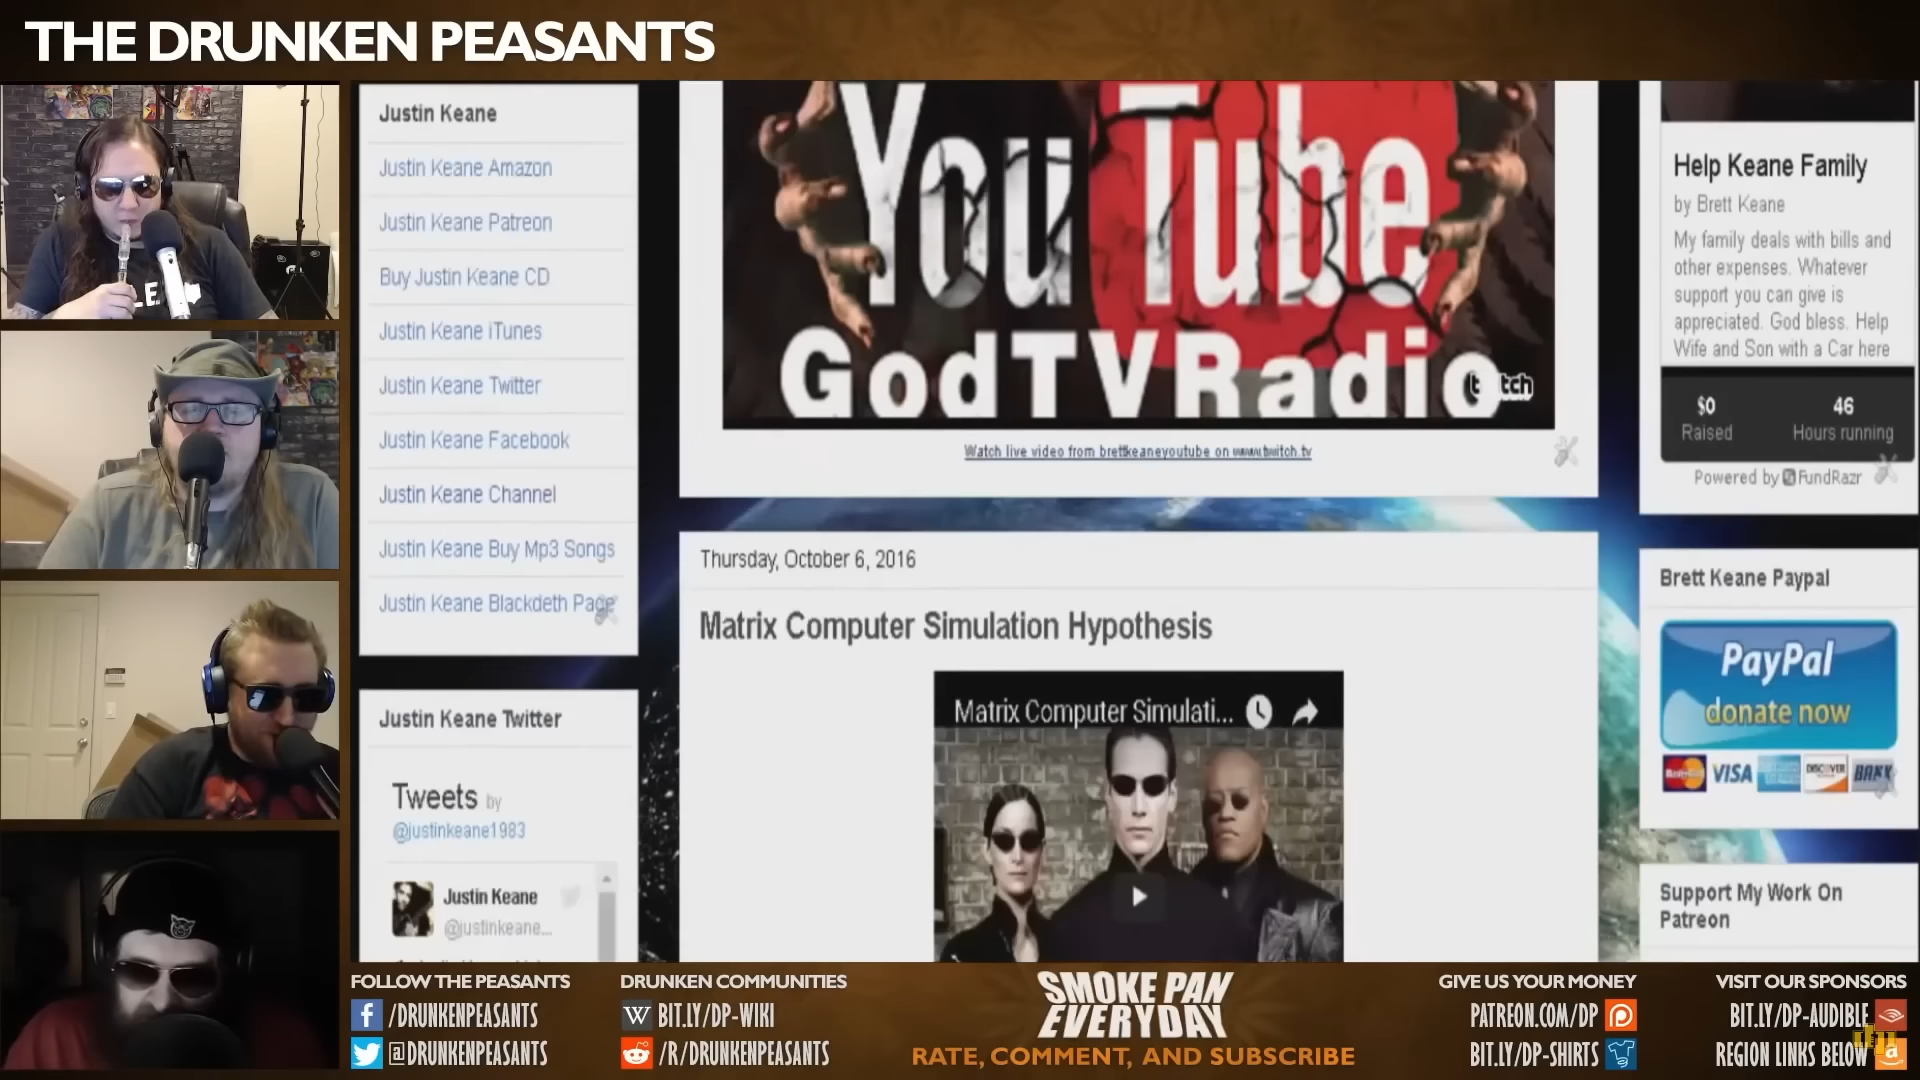 THE DRUNKEN PEASANTS
LE
Justin Keane
Justin Keane Amazon
Justin Keane Patreon
Buy Justin Keane CD
Justin Keane iTunes
Justin Keane Twitter
Justin Keane Facebook
Justin Keane Channel
Justin Keane Buy Mp3 Songs
Justin Keane Blackdeth Page
Justin Keane Twitter
Tweets by
@justinkeane1983
Justin Keane
@justinkeane...
You Tube
GodTVRadio
twitch
Watch live video from brettkeaneyoutube on www.twitch.tv
Thursday, October 6, 2016
Matrix Computer Simulation Hypothesis
Matrix Computer Simulati...
Help Keane Family
by Brett Keane
My family deals with bills and
other expenses. Whatever
support you can give is
appreciated. God bless. Help
Wife and Son with a Car here
$0
Raised
46
Hours running
Powered by FundRazr
Brett Keane Paypal
PayPal
donate now
MasterCard VISA DISCOVER BANK
Support My Work On
Patreon
FOLLOW THE PEASANTS
/DRUNKENPEASANTS
@DRUNKENPEASANTS
DRUNKEN COMMUNITIES
W BIT.LY/DP-WIKI
/R/DRUNKENPEASANTS
SMOKE PAN
EVERYDAY
RATE, COMMENT, AND SUBSCRIBE
GIVE US YOUR MONEY
PATREON.COM/DP
BIT.LY/DP-SHIRTS
VISIT OUR SPONSORS
BIT.LY/DP-AUDIBLE
REGION LINKS BELOW